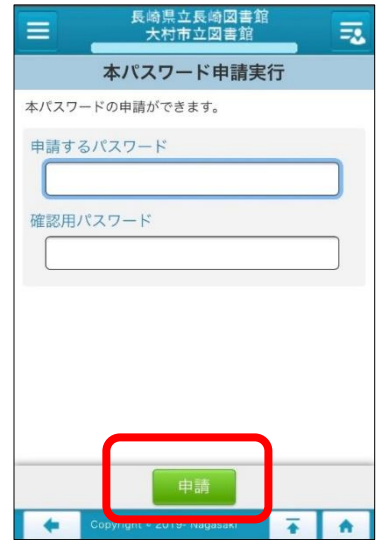 長崎県立長崎図書館
大村市立図書館
本パスワード申請実行
本パスワードの申請ができます。
申請するパスワード
確認用パスワード
申請
Copyright © 2019- Nagasaki